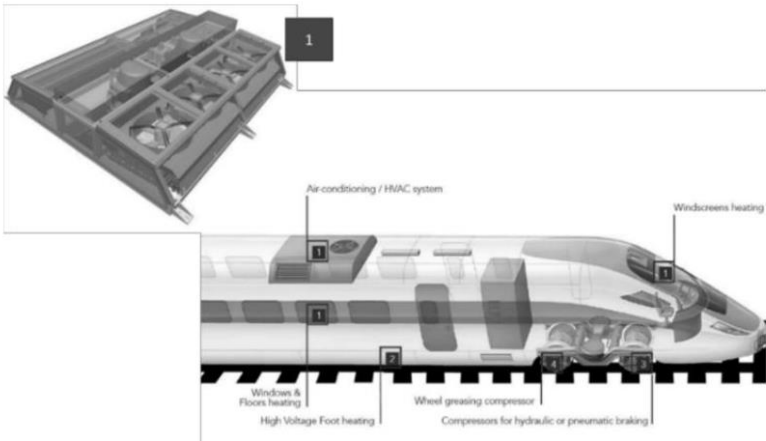 1
Air-conditioning / HVAC system
Windscreens heating
1
1
1
2
4
Windows &
Floors heating
Wheel greasing compressor
High Voltage Foot heating
Compressors for hydraulic or pneumatic braking